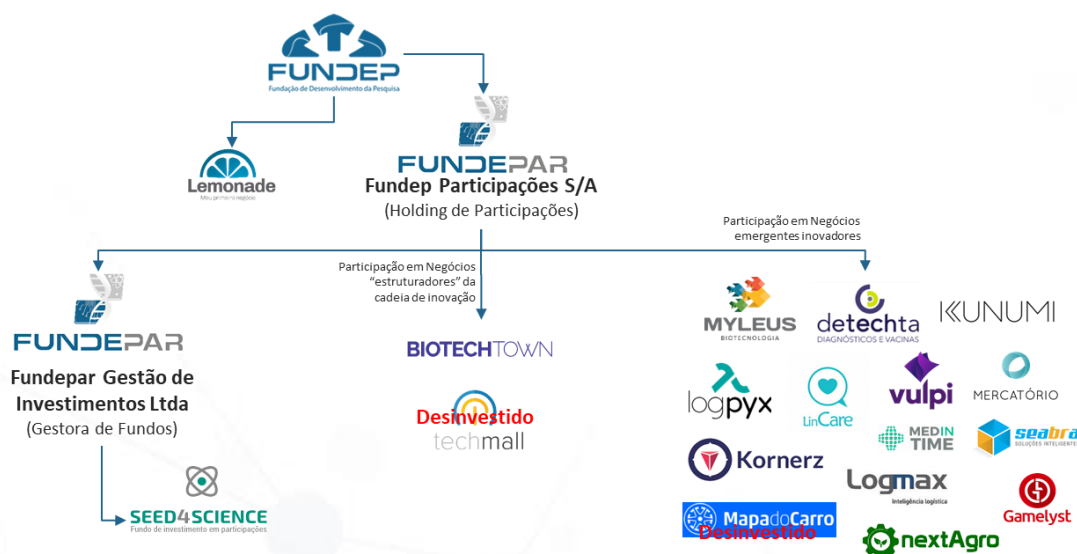 FUNDEP
Fundação de Desenvolvimento da Pesquisa
Lemonade
Meu primeiro negócio
FUNDEPAR
Fundep Participações S/A
(Holding de Participações)
Participação em Negócios
emergentes inovadores
Participação em Negócios
“estruturadores” da
cadeia de inovação
FUNDEPAR
Fundepar Gestão de
Investimentos Ltda
(Gestora de Fundos)
SEED4SCIENCE
Fundo de investimento em participações
BIOTECHTOWN
Desinvestido
techmall
MYLEUS
BIOTECNOLOGIA
detechta
DIAGNÓSTICOS E VACINAS
KUNUMI
logpyx
LinCare
vulpi
MERCATÓRIO
MEDIN
TIME
seabra
SOLUÇÕES INTELIGENTES
Kornerz
Logmax
Inteligência logística
Gamelyst
MapadoCarro
Desinvestido
nextAgro